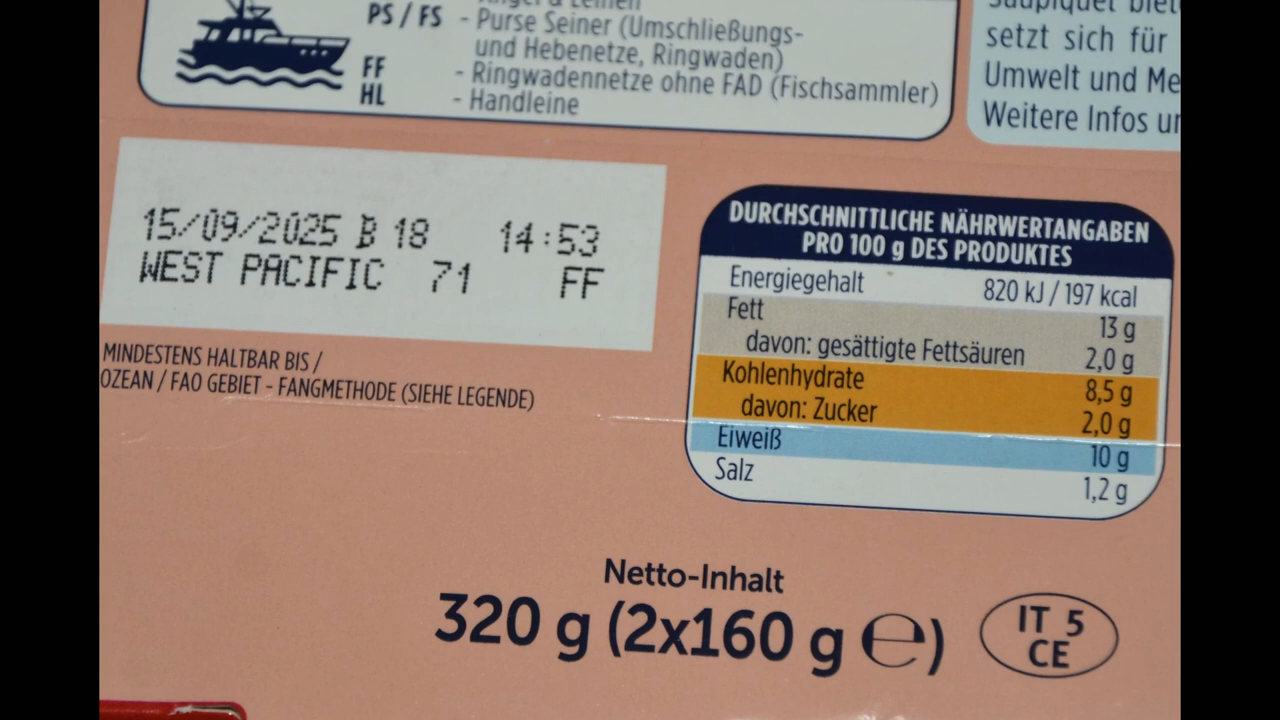 PS / FS - Purse Seiner (Umschließungs-
und Hebenetze, Ringwaden)
FF - Ringwadennetze ohne FAD (Fischsammler)
HL - Handleine
setzt sich für
Umwelt und
Weitere Infos
15/09/2025 B 18 14:53
WEST PACIFIC 71 FF
MINDESTENS HALTBAR BIS /
OZEAN / FAO GEBIET - FANGMETHODE (SIEHE LEGENDE)
DURCHSCHNITTLICHE NÄHRWERTANGABEN
PRO 100 g DES PRODUKTES
Energiegehalt 820 kJ / 197 kcal
Fett 13 g
davon: gesättigte Fettsäuren 2,0 g
Kohlenhydrate 8,5 g
davon: Zucker 2,0 g
Eiweiß 10 g
Salz 1,2 g
Netto-Inhalt
320 g (2x160 g ℮)
IT 5
CE